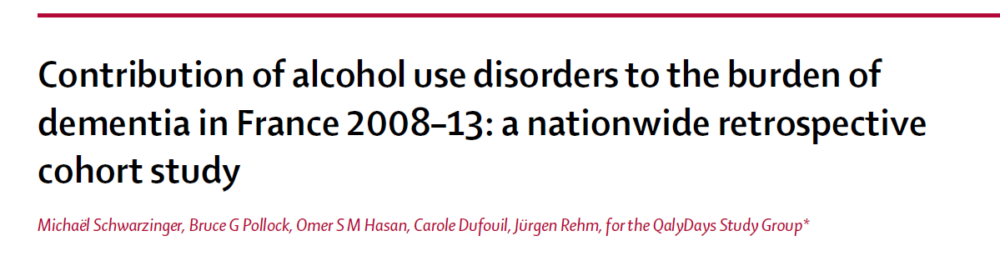 Contribution of alcohol use disorders to the burden of
dementia in France 2008–13: a nationwide retrospective
cohort study
Michaël Schwarzinger, Bruce G Pollock, Omer S M Hasan, Carole Dufouil, Jürgen Rehm, for the QalyDays Study Group*